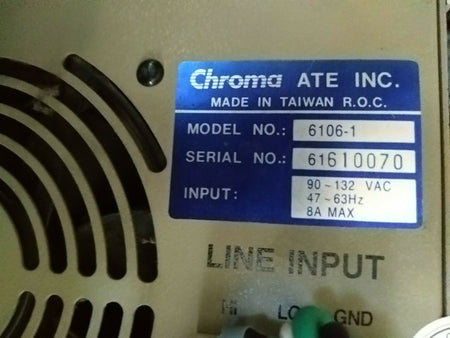 Chroma ATE INC.
MADE IN TAIWAN R.O.C.
MODEL NO.: 6106-1
SERIAL NO.: 61610070
INPUT: 90~132 VAC
47~63Hz
8A MAX
LINE INPUT
HI LO GND